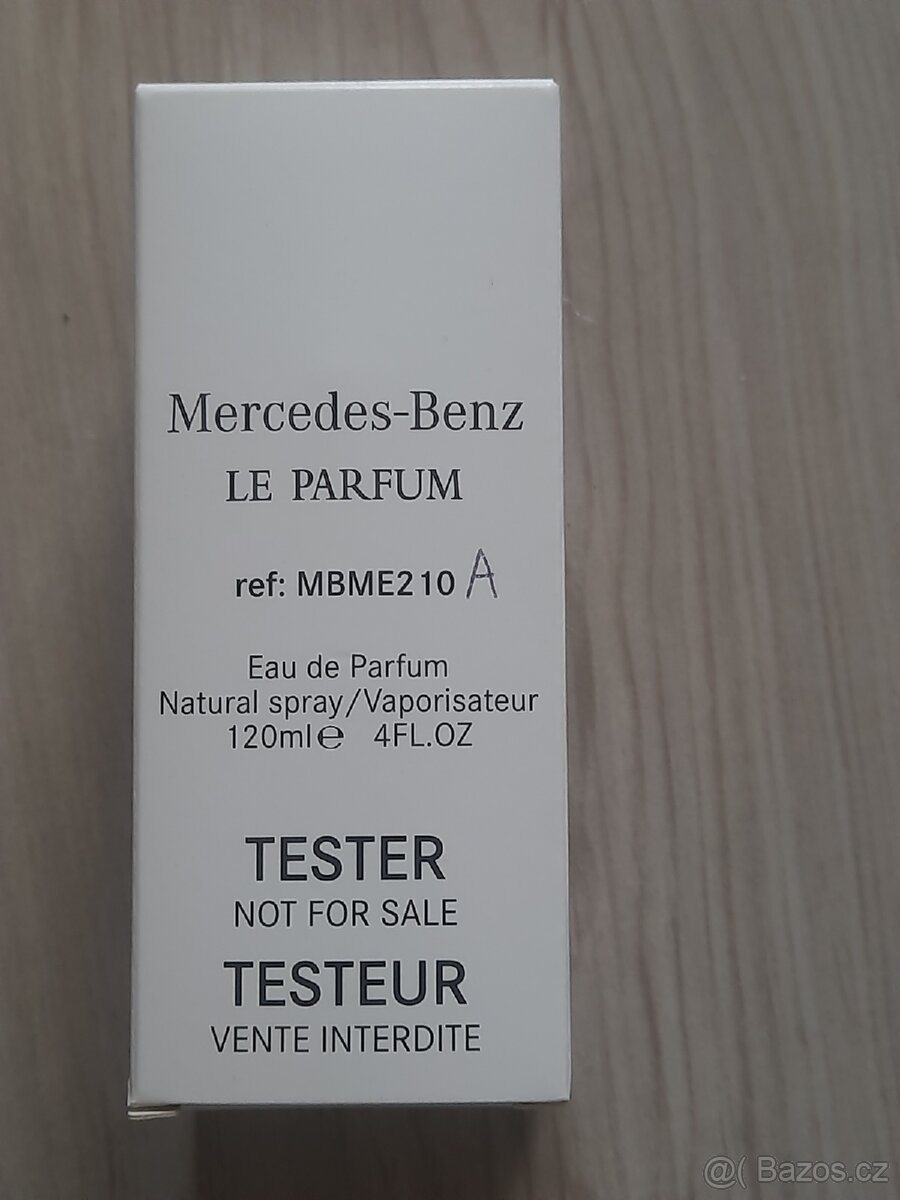 Mercedes-Benz
LE PARFUM
ref: MBME210 A
Eau de Parfum
Natural spray/Vaporisateur
120ml℮ 4FL.OZ
TESTER
NOT FOR SALE
TESTEUR
VENTE INTERDITE
@( Bazos.cz